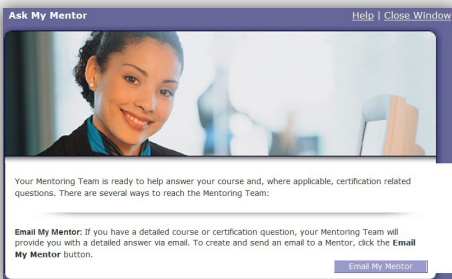 Ask My Mentor
Help | Close Window
Your Mentoring Team is ready to help answer your course and, where applicable, certification related
questions. There are several ways to reach the Mentoring Team:
Email My Mentor: If you have a detailed course or certification question, your Mentoring Team will
provide you with a detailed answer via email. To create and send an email to a Mentor, click the Email
My Mentor button.
Email My Mentor